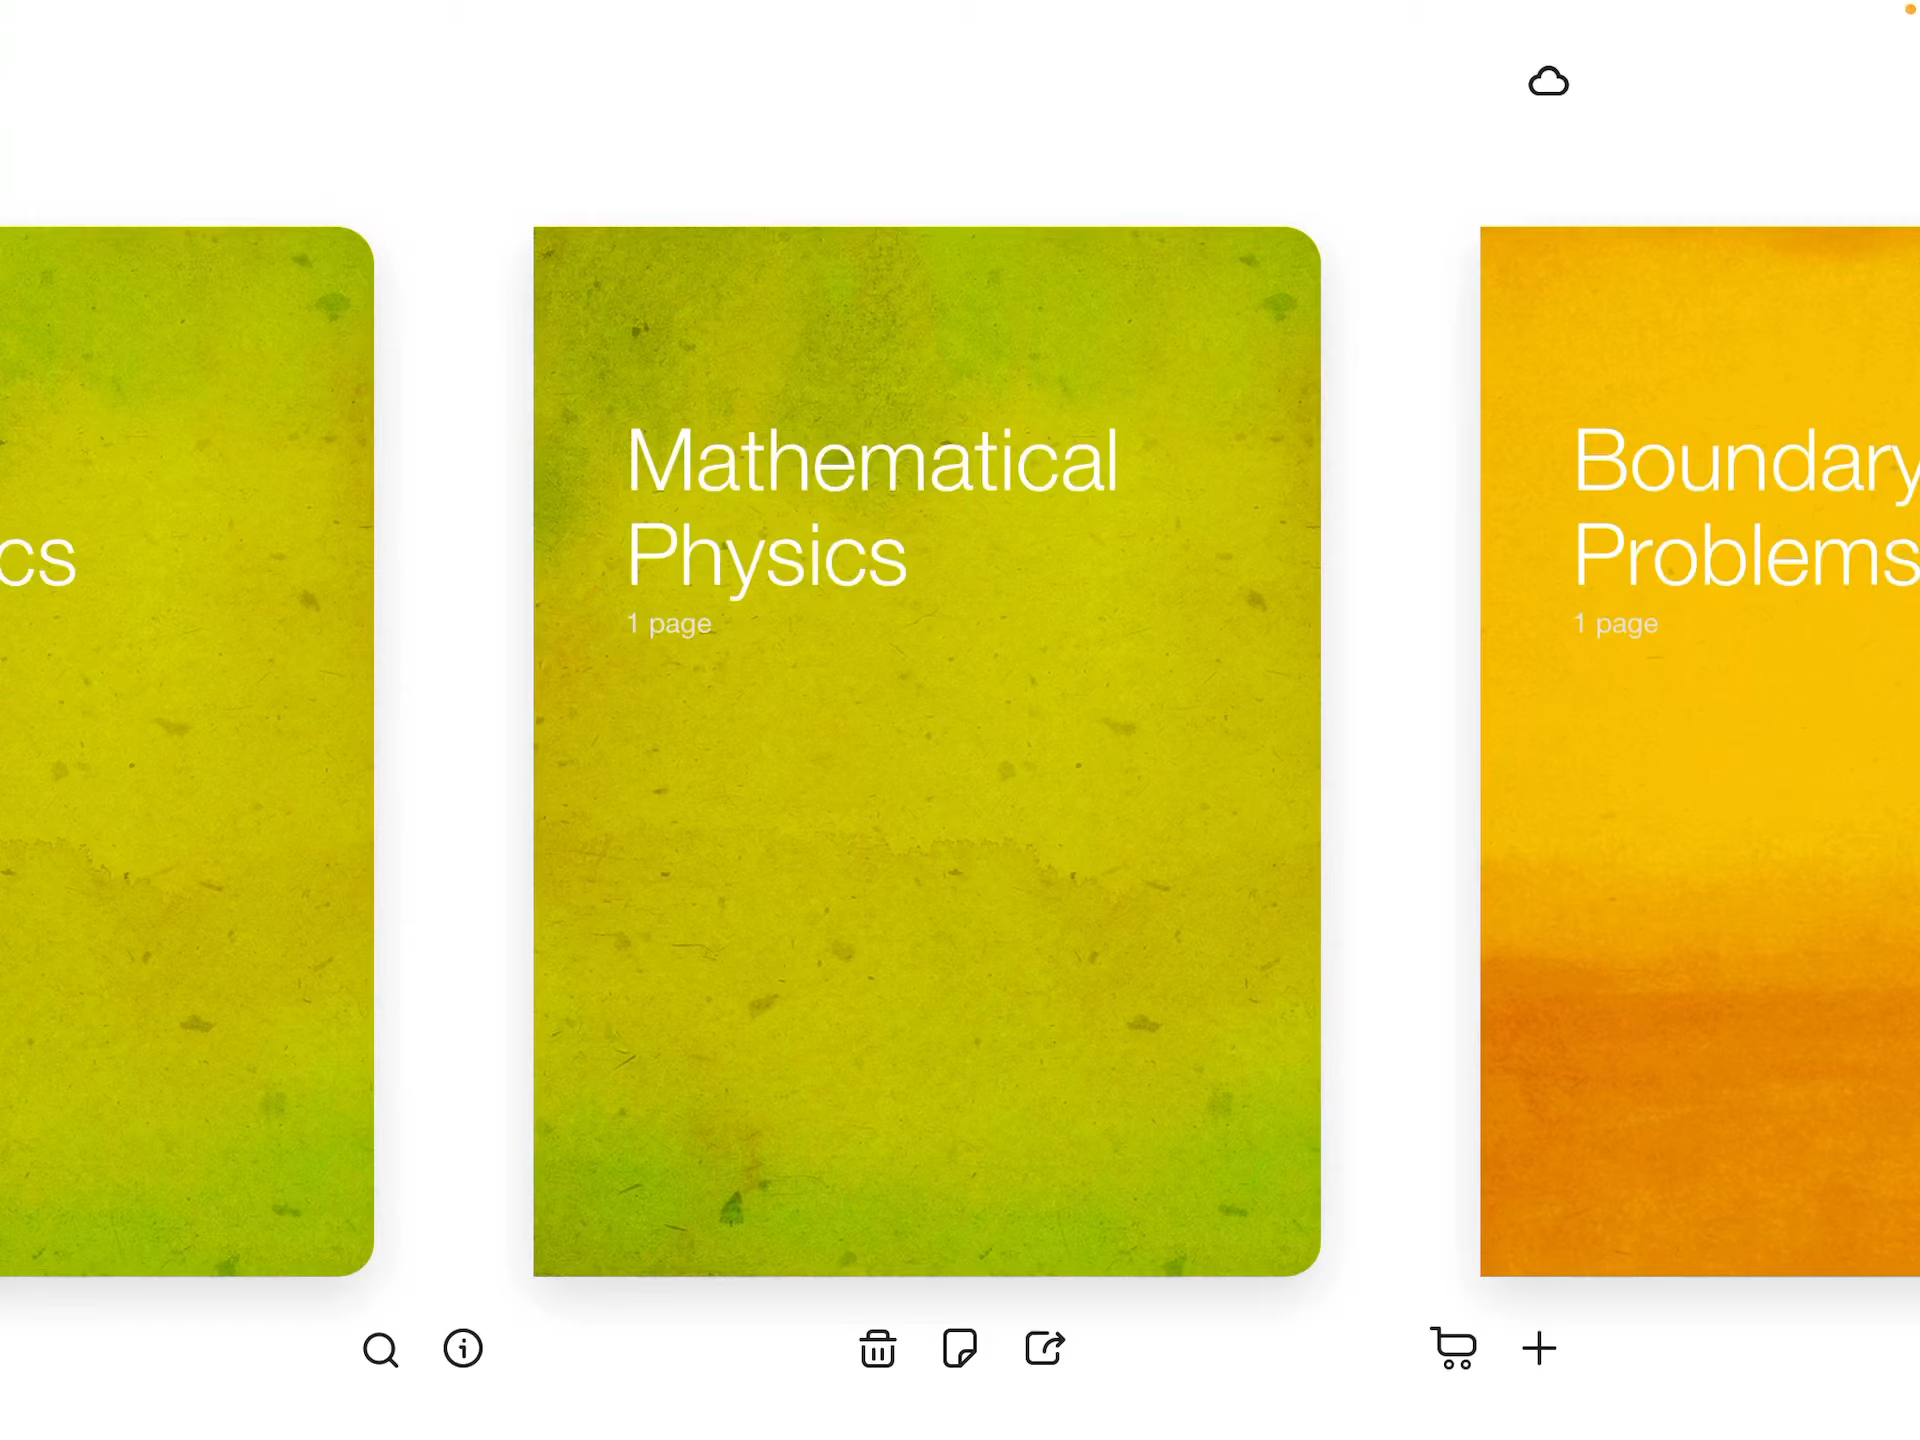 cs
Mathematical
Physics
1 page
Boundary
Problems
1 page